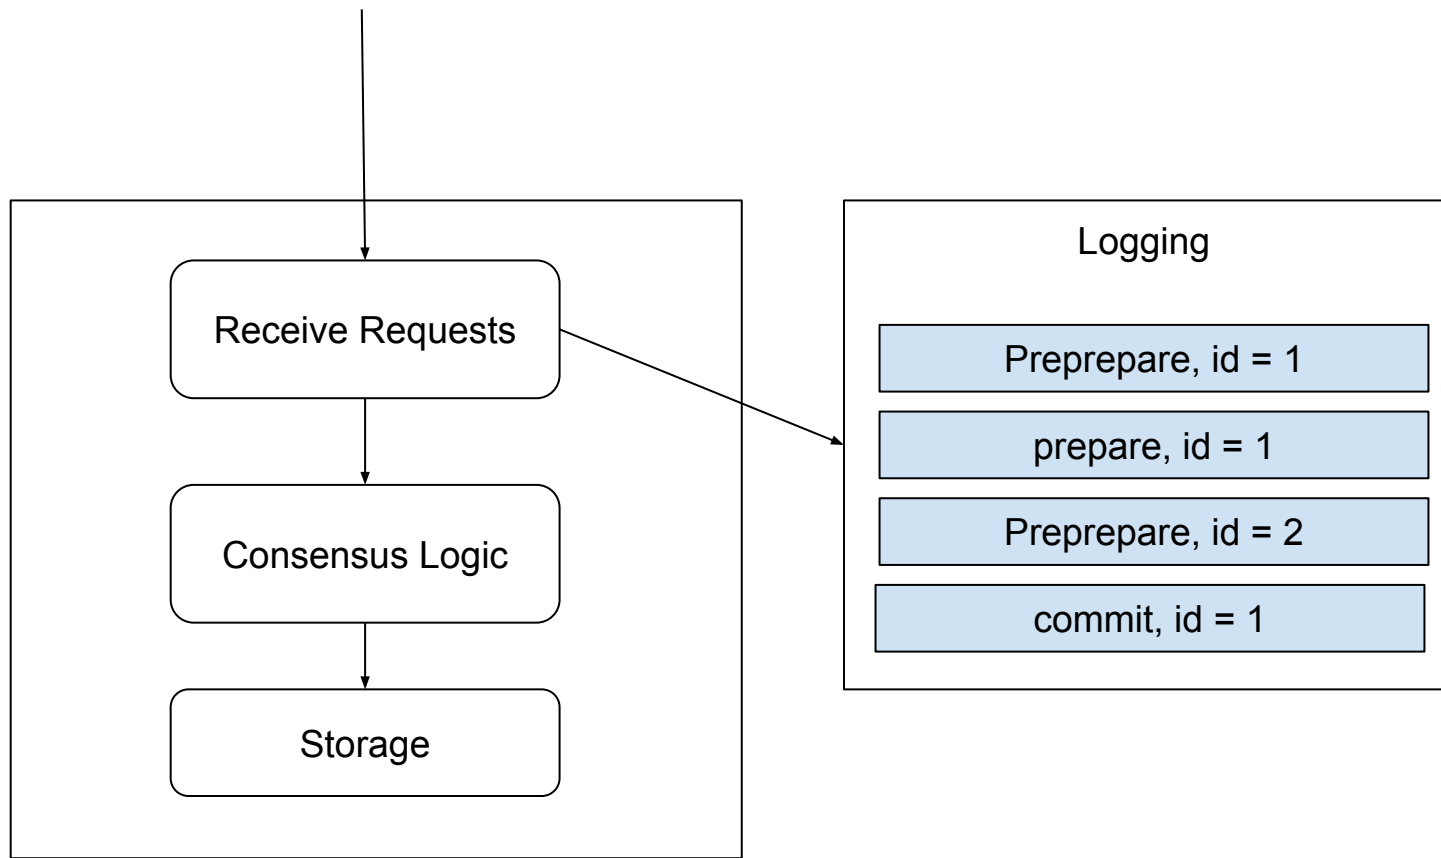 Receive Requests
Consensus Logic
Storage
Logging
Preprepare, id = 1
prepare, id = 1
Preprepare, id = 2
commit, id = 1